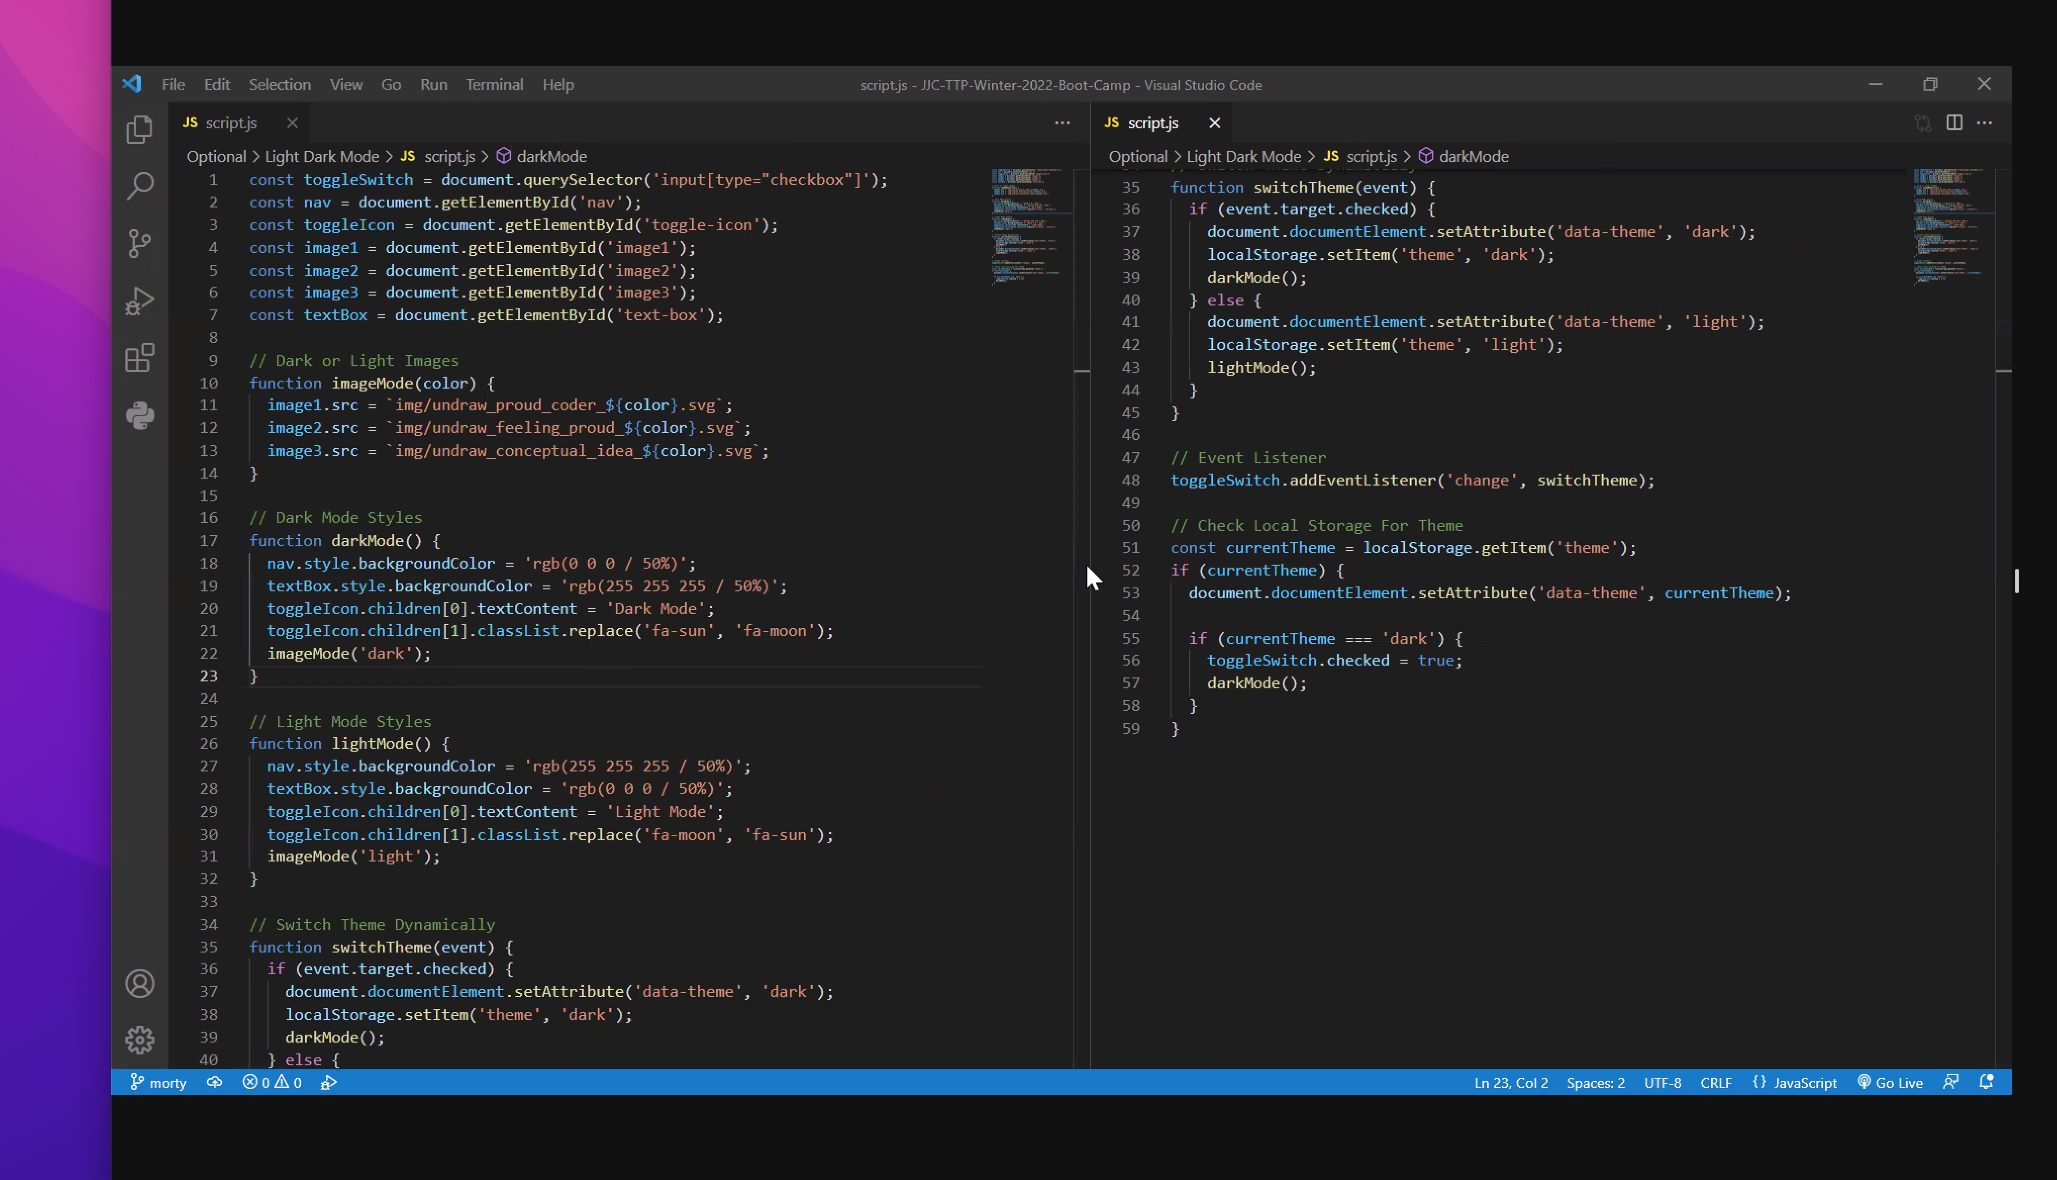 File Edit Selection View Go Run Terminal Help
script.js - JJC-TTP-Winter-2022-Boot-Camp - Visual Studio Code
JS script.js
Optional > Light Dark Mode > JS script.js > darkMode
1 const toggleSwitch = document.querySelector('input[type="checkbox"]');
2 const nav = document.getElementById('nav');
3 const toggleIcon = document.getElementById('toggle-icon');
4 const image1 = document.getElementById('image1');
5 const image2 = document.getElementById('image2');
6 const image3 = document.getElementById('image3');
7 const textBox = document.getElementById('text-box');
8
9 // Dark or Light Images
10 function imageMode(color) {
11 image1.src = `img/undraw_proud_coder_${color}.svg`;
12 image2.src = `img/undraw_feeling_proud_${color}.svg`;
13 image3.src = `img/undraw_conceptual_idea_${color}.svg`;
14 }
15
16 // Dark Mode Styles
17 function darkMode() {
18 nav.style.backgroundColor = 'rgb(0 0 0 / 50%)';
19 textBox.style.backgroundColor = 'rgb(255 255 255 / 50%)';
20 toggleIcon.children[0].textContent = 'Dark Mode';
21 toggleIcon.children[1].classList.replace('fa-sun', 'fa-moon');
22 imageMode('dark');
23 }
24
25 // Light Mode Styles
26 function lightMode() {
27 nav.style.backgroundColor = 'rgb(255 255 255 / 50%)';
28 textBox.style.backgroundColor = 'rgb(0 0 0 / 50%)';
29 toggleIcon.children[0].textContent = 'Light Mode';
30 toggleIcon.children[1].classList.replace('fa-moon', 'fa-sun');
31 imageMode('light');
32 }
33
34 // Switch Theme Dynamically
35 function switchTheme(event) {
36 if (event.target.checked) {
37 document.documentElement.setAttribute('data-theme', 'dark');
38 localStorage.setItem('theme', 'dark');
39 darkMode();
40 } else {
JS script.js
Optional > Light Dark Mode > JS script.js > darkMode
34 // Switch Theme Dynamically
35 function switchTheme(event) {
36 if (event.target.checked) {
37 document.documentElement.setAttribute('data-theme', 'dark');
38 localStorage.setItem('theme', 'dark');
39 darkMode();
40 } else {
41 document.documentElement.setAttribute('data-theme', 'light');
42 localStorage.setItem('theme', 'light');
43 lightMode();
44 }
45 }
46
47 // Event Listener
48 toggleSwitch.addEventListener('change', switchTheme);
49
50 // Check Local Storage For Theme
51 const currentTheme = localStorage.getItem('theme');
52 if (currentTheme) {
53 document.documentElement.setAttribute('data-theme', currentTheme);
54
55 if (currentTheme === 'dark') {
56 toggleSwitch.checked = true;
57 darkMode();
58 }
59 }
morty 0 0 Ln 23, Col 2 Spaces: 2 UTF-8 CRLF {} JavaScript Go Live